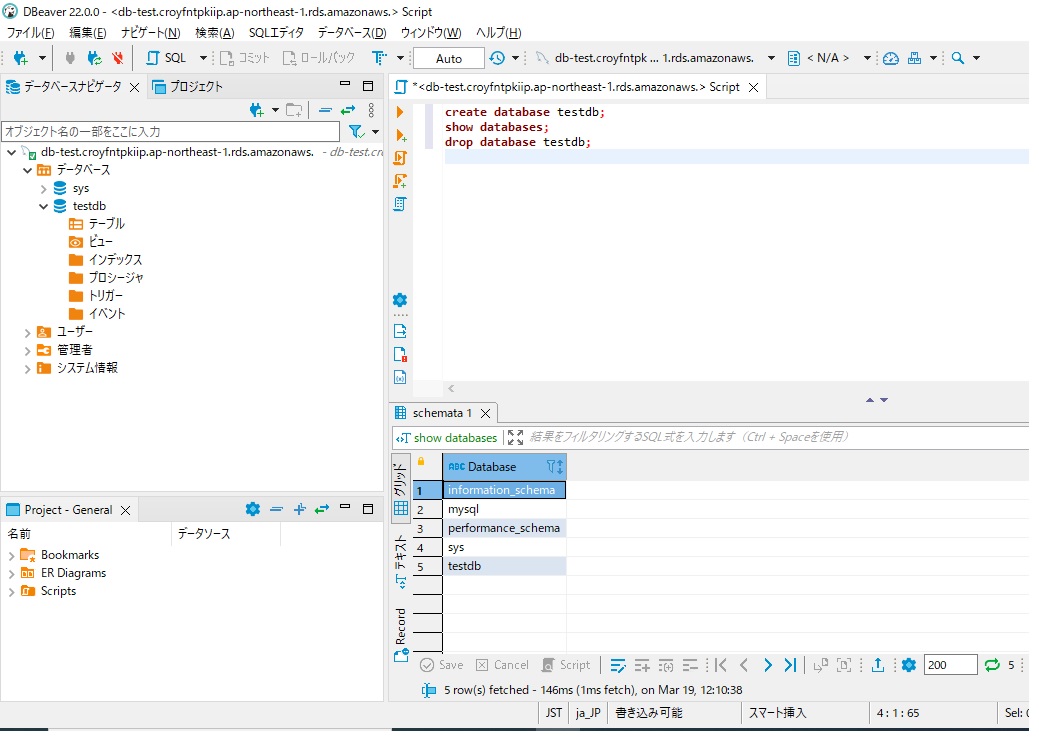 DBeaver 22.0.0 - <db-test.croyfntpkiip.ap-northeast-1.rds.amazonaws.> Script
ファイル(F) 編集(E) ナビゲート(N) 検索(A) SQLエディタ データベース(D) ウィンドウ(W) ヘルプ(H)
SQL コミット ロールバック Auto db-test.croyfntpk ... 1.rds.amazonaws. < N/A >
データベースナビゲータ プロジェクト
*<db-test.croyfntpkiip.ap-northeast-1.rds.amazonaws.> Script
オブジェクト名の一部をここに入力
db-test.croyfntpkiip.ap-northeast-1.rds.amazonaws. - db-test.cr
データベース
sys
testdb
テーブル
ビュー
インデックス
プロシージャ
トリガー
イベント
ユーザー
管理者
システム情報
create database testdb;
show databases;
drop database testdb;
schemata 1
show databases 結果をフィルタリングするSQL式を入力します (Ctrl + Spaceを使用)
グリッド
テキスト
Record
ABC Database
1 information_schema
2 mysql
3 performance_schema
4 sys
5 testdb
Save Cancel Script 200 5
5 row(s) fetched - 146ms (1ms fetch), on Mar 19, 12:10:38
Project - General
名前 データソース
Bookmarks
ER Diagrams
Scripts
JST ja_JP 書き込み可能 スマート挿入 4 : 1 : 65 Sel: